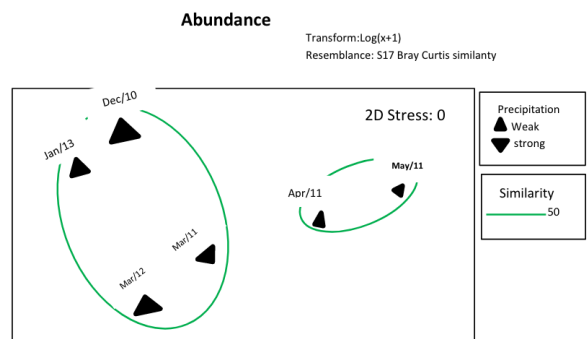 Abundance
Transform:Log(x+1)
Resemblance: S17 Bray Curtis similanty
Dec/10
2D Stress: 0
Precipitation
Weak
strong
Jan/13
May/11
Apr/11
Similarity
50
Mar/11
Mar/12